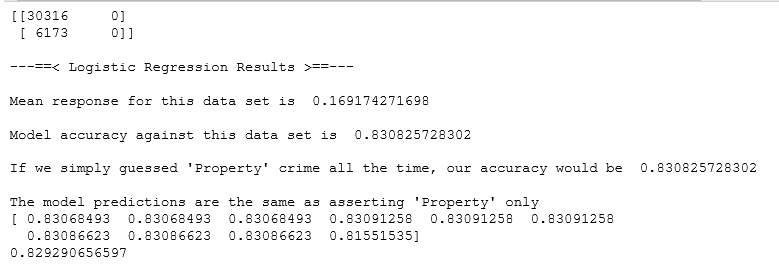 [[30316     0]
 [ 6173     0]]
---==< Logistic Regression Results >==---
Mean response for this data set is  0.169174271698
Model accuracy against this data set is  0.830825728302
If we simply guessed 'Property' crime all the time, our accuracy would be  0.830825728302
The model predictions are the same as asserting 'Property' only
[ 0.83068493  0.83068493  0.83068493  0.83091258  0.83091258  0.83091258
  0.83086623  0.83086623  0.83086623  0.81551535]
0.829290656597